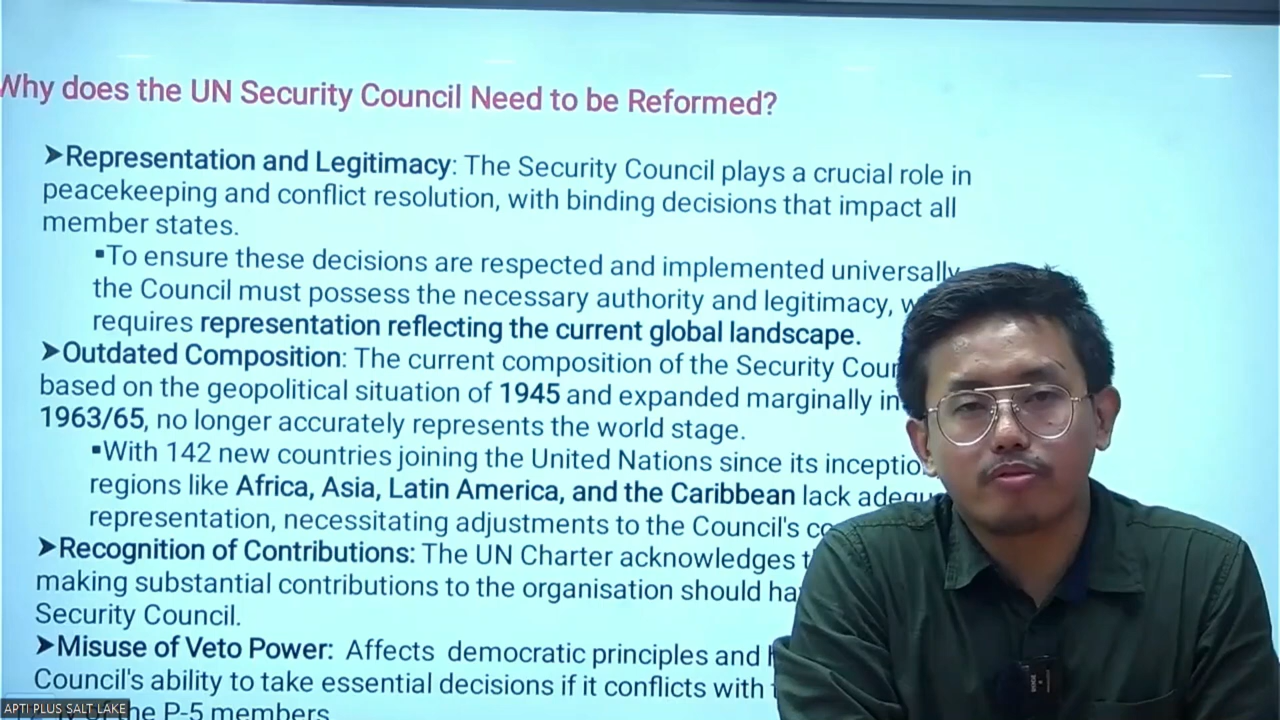 Why does the UN Security Council Need to be Reformed?
➤Representation and Legitimacy: The Security Council plays a crucial role in
peacekeeping and conflict resolution, with binding decisions that impact all
member states.
▪To ensure these decisions are respected and implemented universally,
the Council must possess the necessary authority and legitimacy,
requires representation reflecting the current global landscape.
➤Outdated Composition: The current composition of the Security
based on the geopolitical situation of 1945 and expanded marginally in
1963/65, no longer accurately represents the world stage.
▪With 142 new countries joining the United Nations since its
regions like Africa, Asia, Latin America, and the Caribbean lack
representation, necessitating adjustments to the Council's
➤Recognition of Contributions: The UN Charter acknowledges
making substantial contributions to the organisation should
Security Council.
➤Misuse of Veto Power: Affects democratic principles and
Council's ability to take essential decisions if it conflicts with
the P-5 members
APTI PLUS SALT LAKE